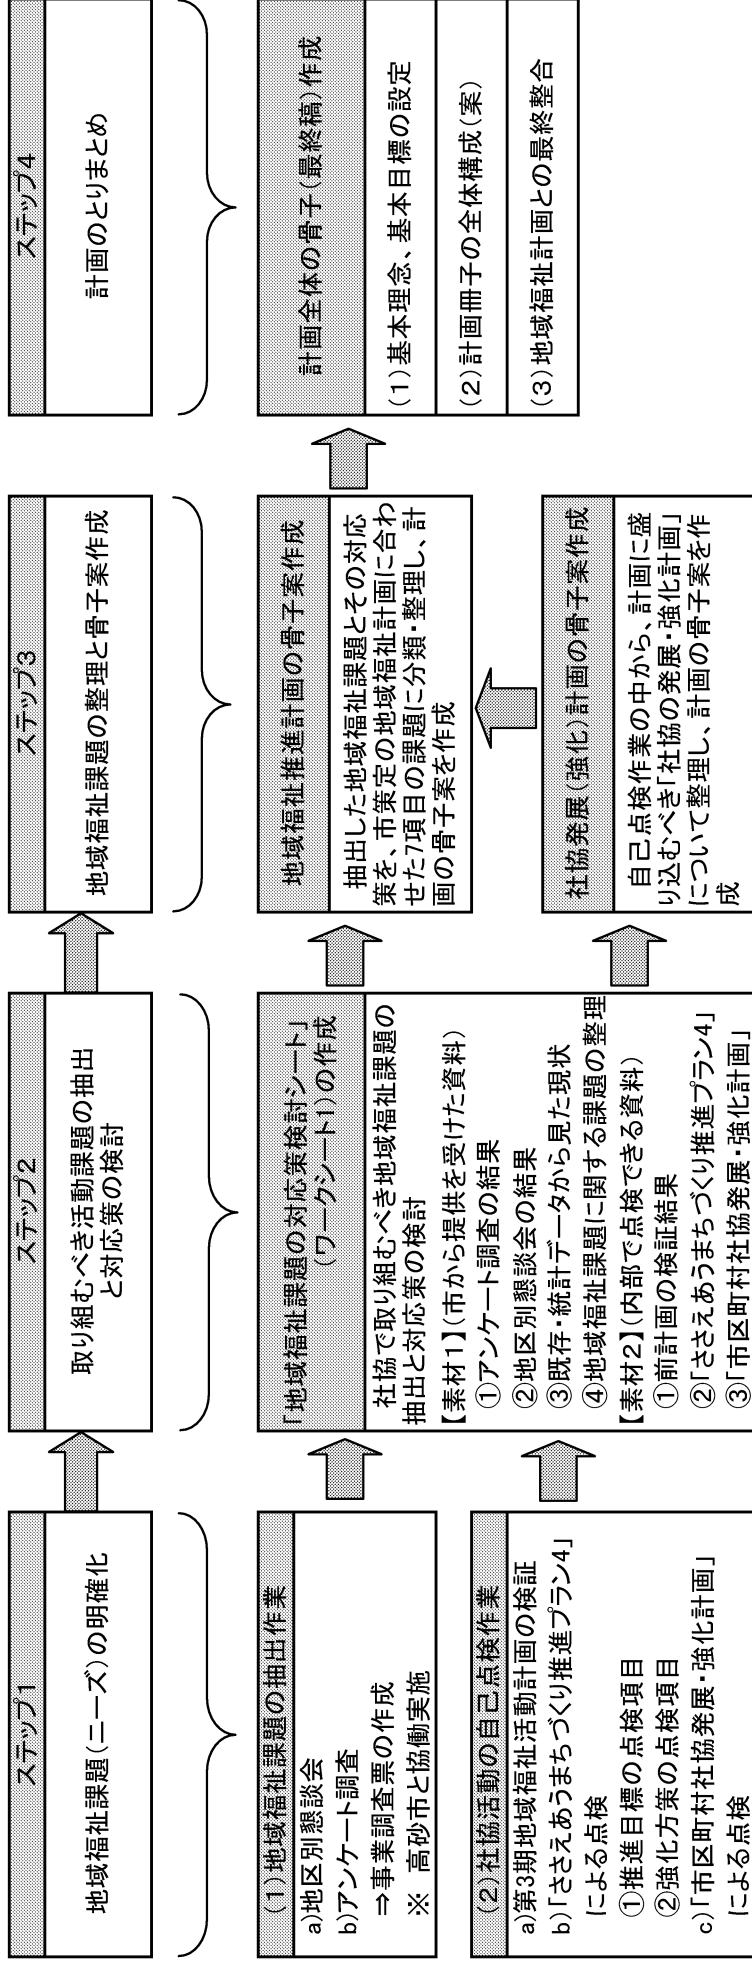 ステップ1
地域福祉課題(ニーズ)の明確化
(1)地域福祉課題の抽出作業
a)地区別懇談会
b)アンケート調査
⇒事業調査票の作成
※ 高砂市と協働実施
(2)社協活動の自己点検作業
a)第3期地域福祉活動計画の検証
b)「ささえあうまちづくり推進プラン4」
による点検
①推進目標の点検項目
②強化方策の点検項目
c)「市区町村社協発展・強化計画」
による点検
ステップ2
取り組むべき活動課題の抽出
と対応策の検討
「地域福祉課題の対応策検討シート」
(ワークシート1)の作成
社協で取り組むべき地域福祉課題の
抽出と対応策の検討
【素材1】(市から提供を受けた資料)
①アンケート調査の結果
②地区別懇談会の結果
③既存・統計データから見た現状
④地域福祉課題に関する課題の整理
【素材2】(内部で点検できる資料)
①前計画の検証結果
②「ささえあうまちづくり推進プラン4」
③「市区町村社協発展・強化計画」
ステップ3
地域福祉課題の整理と骨子案作成
地域福祉推進計画の骨子案作成
抽出した地域福祉課題とその対応
策を、市策定の地域福祉計画に合わ
せた7項目の課題に分類・整理し、計
画の骨子案を作成
社協発展(強化)計画の骨子案作成
自己点検作業の中から、計画に盛
り込むべき「社協の発展・強化計画」
について整理し、計画の骨子案を作
成
ステップ4
計画のとりまとめ
計画全体の骨子(最終稿)作成
(1)基本理念、基本目標の設定
(2)計画冊子の全体構成(案)
(3)地域福祉計画との最終整合